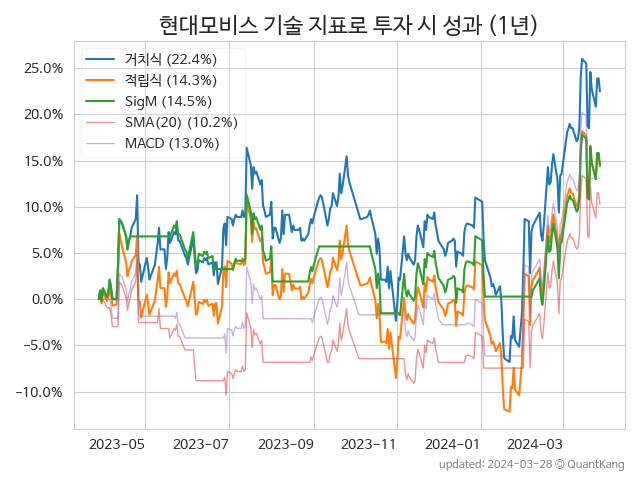 현대모비스 기술 지표로 투자 시 성과 (1년)
거치식 (22.4%)
적립식 (14.3%)
SigM (14.5%)
SMA(20) (10.2%)
MACD (13.0%)
25.0%
20.0%
15.0%
10.0%
5.0%
0.0%
−5.0%
−10.0%
2023-05 2023-07 2023-09 2023-11 2024-01 2024-03
updated: 2024-03-28 © QuantKang